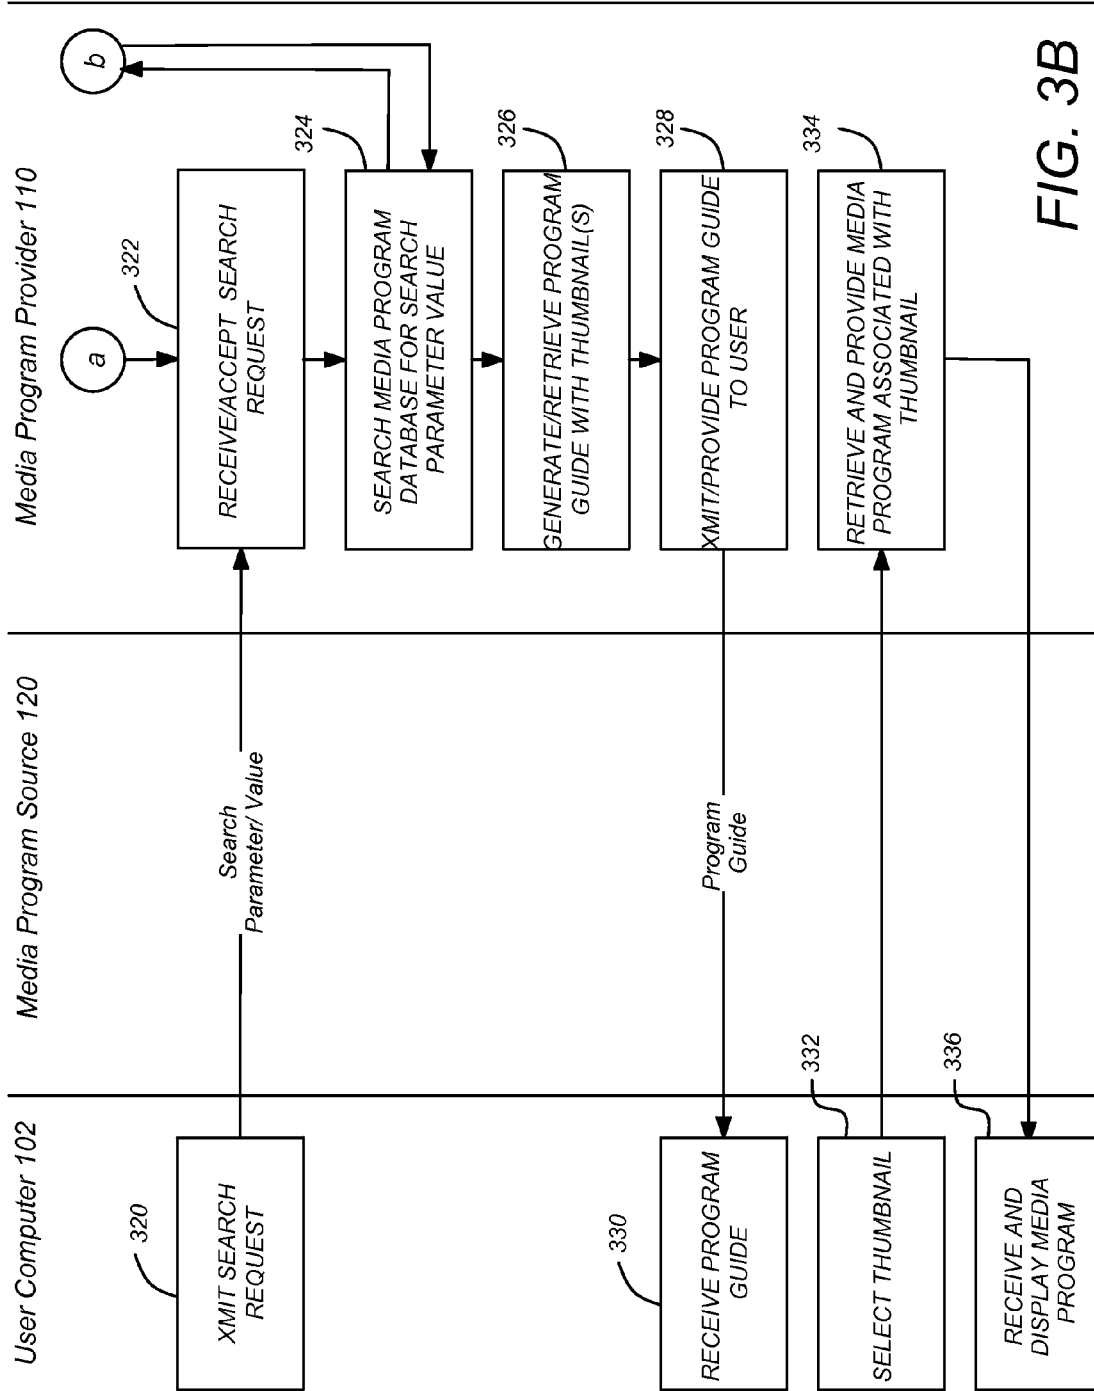 User Computer 102
Media Program Source 120
Media Program Provider 110
a
b
320
XMIT SEARCH
REQUEST
Search
Parameter/ Value
322
RECEIVE/ACCEPT SEARCH
REQUEST
324
SEARCH MEDIA PROGRAM
DATABASE FOR SEARCH
PARAMETER VALUE
326
GENERATE/RETRIEVE PROGRAM
GUIDE WITH THUMBNAIL(S)
330
RECEIVE PROGRAM
GUIDE
Program
Guide
328
XMIT/PROVIDE PROGRAM GUIDE
TO USER
332
SELECT THUMBNAIL
334
RETRIEVE AND PROVIDE MEDIA
PROGRAM ASSOCIATED WITH
THUMBNAIL
336
RECEIVE AND
DISPLAY MEDIA
PROGRAM
FIG. 3B